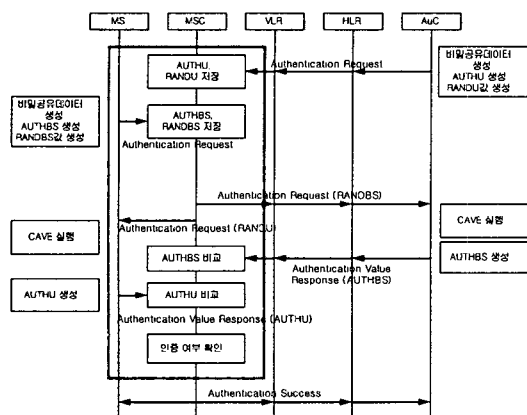 MS MSC VLR HLR AuC
AUTHU,
RANDU 저장
Authentication Request
비밀공유데이터
생성
AUTHU 생성
RANDU값 생성
비밀공유데이터
생성
AUTHBS 생성
RANDBS값 생성
AUTHBS,
RANDBS 저장
Authentication Request
Authentication Request (RANDBS)
Authentication Request (RANDU)
CAVE 실행
CAVE 실행
AUTHBS 비교
AUTHBS 생성
Authentication Value
Response (AUTHBS)
AUTHU 생성
AUTHU 비교
Authentication Value Response (AUTHU)
인증 여부 확인
Authentication Success